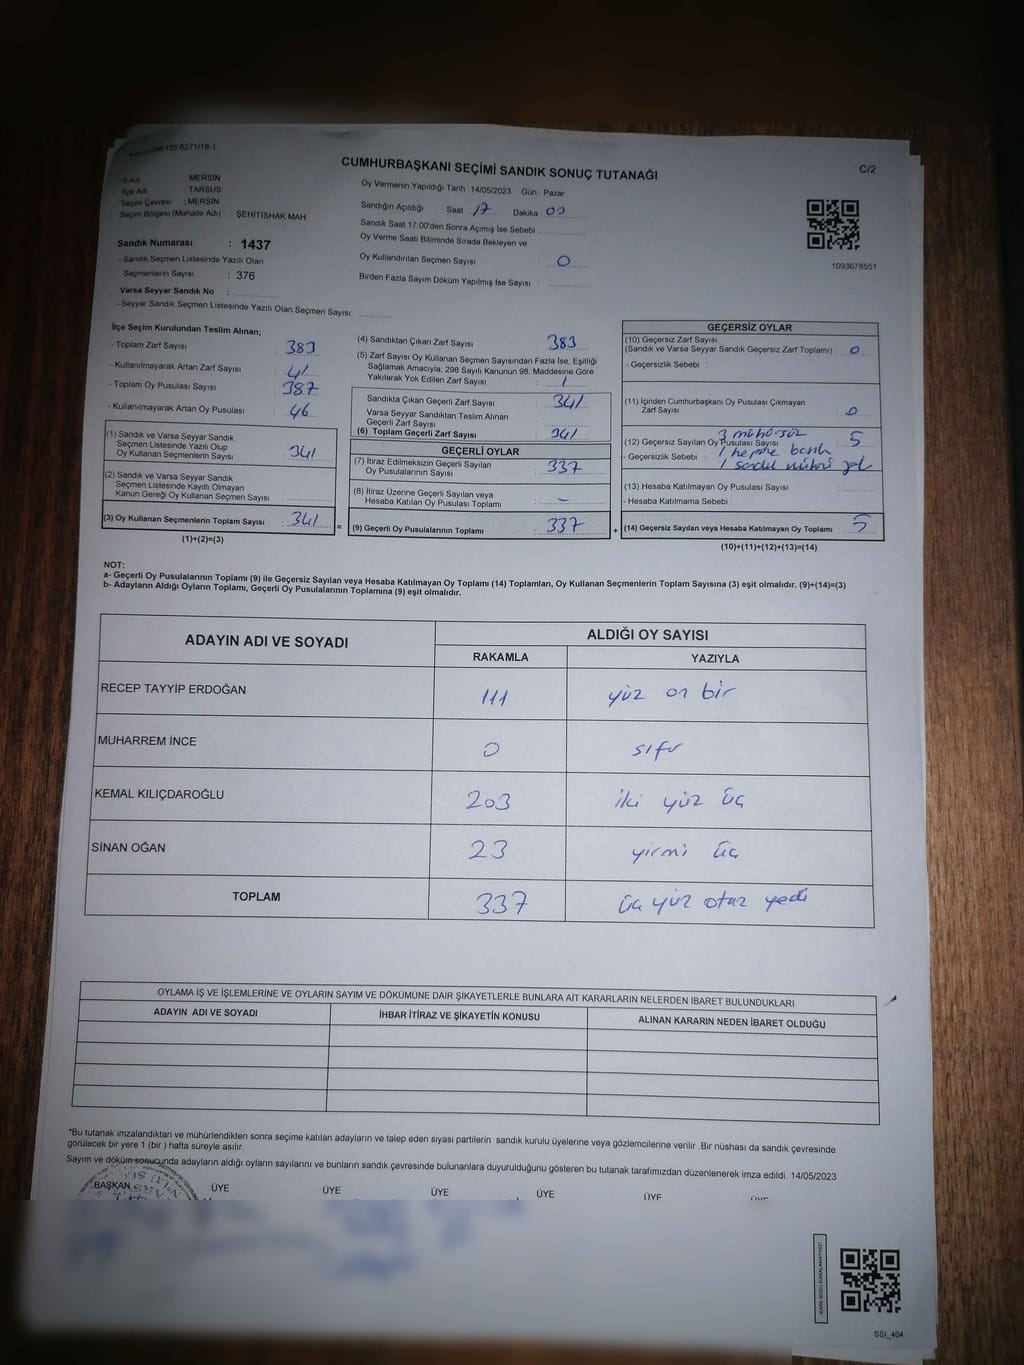 CUMHURBAŞKANI SEÇİMİ SANDIK SONUÇ TUTANAĞI
C/2
İl Adı : MERSİN
İlçe Adı : TARSUS
Seçim Çevresi : MERSİN
Seçim Bölgesi (Mahalle Adı) : ŞEHİTİSHAK MAH
Oy Vermenin Yapıldığı Tarih : 14/05/2023 Gün : Pazar
Sandığın Açıldığı Saat : 17 Dakika : 00
Sandık Saat 17:00'den Sonra Açılmış İse Sebebi :
Oy Verme Saati Bitiminde Sırada Bekleyen ve
Oy Kullandırılan Seçmen Sayısı : 0
Birden Fazla Sayım Döküm Yapılmış İse Sayısı :
1093678551
Sandık Numarası : 1437
- Sandık Seçmen Listesinde Yazılı Olan
Seçmenlerin Sayısı : 376
Varsa Seyyar Sandık No :
- Seyyar Sandık Seçmen Listesinde Yazılı Olan Seçmen Sayısı:
İlçe Seçim Kurulundan Teslim Alınan;
- Toplam Zarf Sayısı : 383
- Kullanılmayarak Artan Zarf Sayısı : 41
- Toplam Oy Pusulası Sayısı : 387
- Kullanılmayarak Artan Oy Pusulası : 46
(1) Sandık ve Varsa Seyyar Sandık
Seçmen Listesinde Yazılı Olup
Oy Kullanan Seçmenlerin Sayısı : 341
(2) Sandık ve Varsa Seyyar Sandık
Seçmen Listesinde Kayıtlı Olmayan
Kanun Gereği Oy Kullanan Seçmen Sayısı :
(3) Oy Kullanan Seçmenlerin Toplam Sayısı : 341 =
(1)+(2)=(3)
(4) Sandıktan Çıkan Zarf Sayısı : 383
(5) Zarf Sayısı Oy Kullanan Seçmen Sayısından Fazla İse, Eşitliği
Sağlamak Amacıyla; 298 Sayılı Kanunun 98. Maddesine Göre
Yakılarak Yok Edilen Zarf Sayısı : 1
Sandıkta Çıkan Geçerli Zarf Sayısı : 341
Varsa Seyyar Sandıktan Teslim Alınan
Geçerli Zarf Sayısı :
(6) Toplam Geçerli Zarf Sayısı : 341
GEÇERLİ OYLAR
(7) İtiraz Edilmeksizin Geçerli Sayılan
Oy Pusulalarının Sayısı : 337
(8) İtiraz Üzerine Geçerli Sayılan veya
Hesaba Katılan Oy Pusulası Toplamı : -
(9) Geçerli Oy Pusulalarının Toplamı : 337 +
GEÇERSİZ OYLAR
(10) Geçersiz Zarf Sayısı
(Sandık ve Varsa Seyyar Sandık Geçersiz Zarf Toplamı) : 0
- Geçersizlik Sebebi :
(11) İçinden Cumhurbaşkanı Oy Pusulası Çıkmayan
Zarf Sayısı : 0
3 mühürsüz
(12) Geçersiz Sayılan Oy Pusulası Sayısı : 5
- Geçersizlik Sebebi : 1 hepsine
1 mührü
(13) Hesaba Katılmayan Oy Pusulası Sayısı :
- Hesaba Katılmama Sebebi :
(14) Geçersiz Sayılan veya Hesaba Katılmayan Oy Toplamı : 5
(10)+(11)+(12)+(13)=(14)
NOT:
a- Geçerli Oy Pusulalarının Toplamı (9) ile Geçersiz Sayılan veya Hesaba Katılmayan Oy Toplamı (14) Toplamları, Oy Kullanan Seçmenlerin Toplam Sayısına (3) eşit olmalıdır. (9)+(14)=(3)
b- Adayların Aldığı Oyların Toplamı, Geçerli Oy Pusulalarının Toplamına (9) eşit olmalıdır.
ADAYIN ADI VE SOYADI
ALDIĞI OY SAYISI
RAKAMLA YAZIYLA
RECEP TAYYİP ERDOĞAN 111 yüz on bir
MUHARREM İNCE 0 sıfır
KEMAL KILIÇDAROĞLU 203 iki yüz üç
SİNAN OĞAN 23 yirmi üç
TOPLAM 337 üç yüz otuz yedi
OYLAMA İŞ VE İŞLEMLERİNE VE OYLARIN SAYIM VE DÖKÜMÜNE DAİR ŞİKAYETLERLE BUNLARA AİT KARARLARIN NELERDEN İBARET BULUNDUKLARI
ADAYIN ADI VE SOYADI İHBAR İTİRAZ VE ŞİKAYETİN KONUSU ALINAN KARARIN NEDEN İBARET OLDUĞU
*Bu tutanak imzalandıktan ve mühürlendikten sonra seçime katılan adayların ve talep eden siyasi partilerin sandık kurulu üyelerine veya gözlemcilerine verilir .Bir nüshası da sandık çevresinde
görülecek bir yere 1 (bir ) hafta süreyle asılır.
Sayım ve döküm sonucunda adayların aldığı oyların sayılarını ve bunların sandık çevresinde bulunanlara duyurulduğunu gösteren bu tutanak tarafımızdan düzenlenerek imza edildi. 14/05/2023
BAŞKAN ÜYE ÜYE ÜYE ÜYE ÜYE ÜYE
KARE KODU KARALAMAYINIZ!
SSI_404